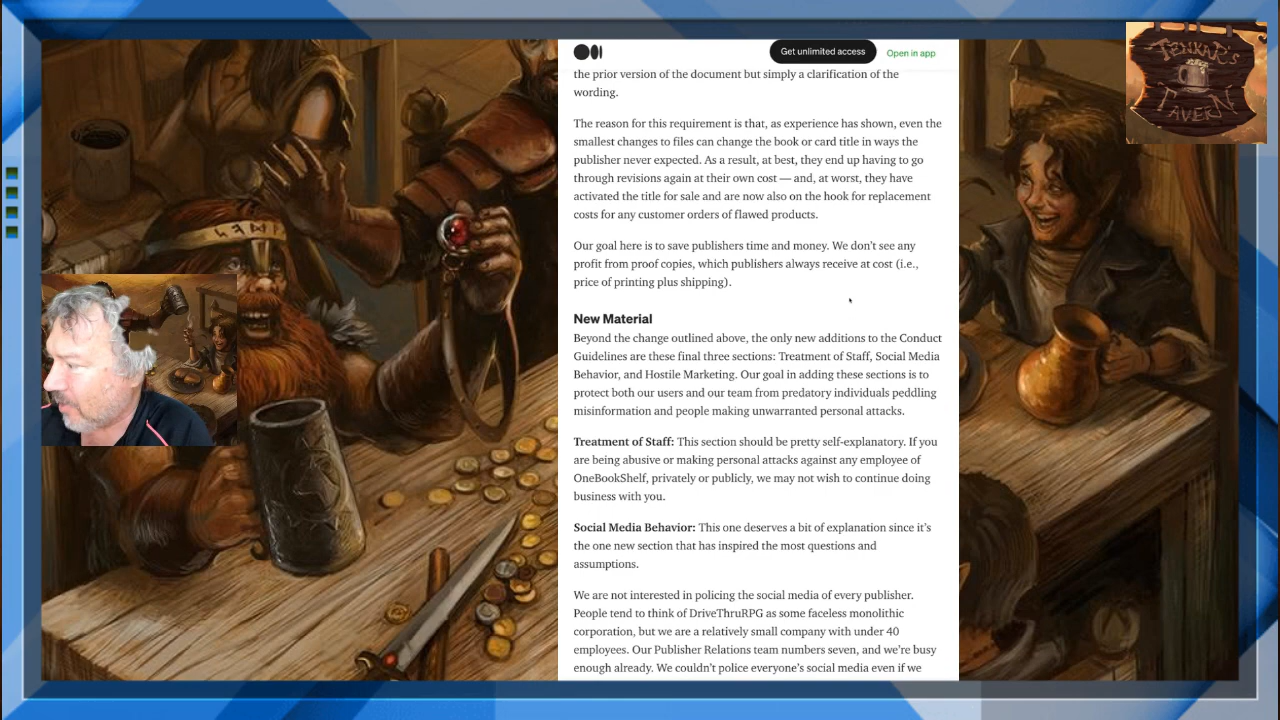 Get unlimited access
Open in app
the prior version of the document but simply a clarification of the
wording.
The reason for this requirement is that, as experience has shown, even the
smallest changes to files can change the book or card title in ways the
publisher never expected. As a result, at best, they end up having to go
through revisions again at their own cost — and, at worst, they have
activated the title for sale and are now also on the hook for replacement
costs for any customer orders of flawed products.
Our goal here is to save publishers time and money. We don't see any
profit from proof copies, which publishers always receive at cost (i.e.,
price of printing plus shipping).
New Material
Beyond the change outlined above, the only new additions to the Conduct
Guidelines are these final three sections: Treatment of Staff, Social Media
Behavior, and Hostile Marketing. Our goal in adding these sections is to
protect both our users and our team from predatory individuals peddling
misinformation and people making unwarranted personal attacks.
Treatment of Staff: This section should be pretty self-explanatory. If you
are being abusive or making personal attacks against any employee of
OneBookShelf, privately or publicly, we may not wish to continue doing
business with you.
Social Media Behavior: This one deserves a bit of explanation since it's
the one new section that has inspired the most questions and
assumptions.
We are not interested in policing the social media of every publisher.
People tend to think of DriveThruRPG as some faceless monolithic
corporation, but we are a relatively small company with under 40
employees. Our Publisher Relations team numbers seven, and we're busy
enough already. We couldn't police everyone's social media even if we
TENKAR'S
TAVERN